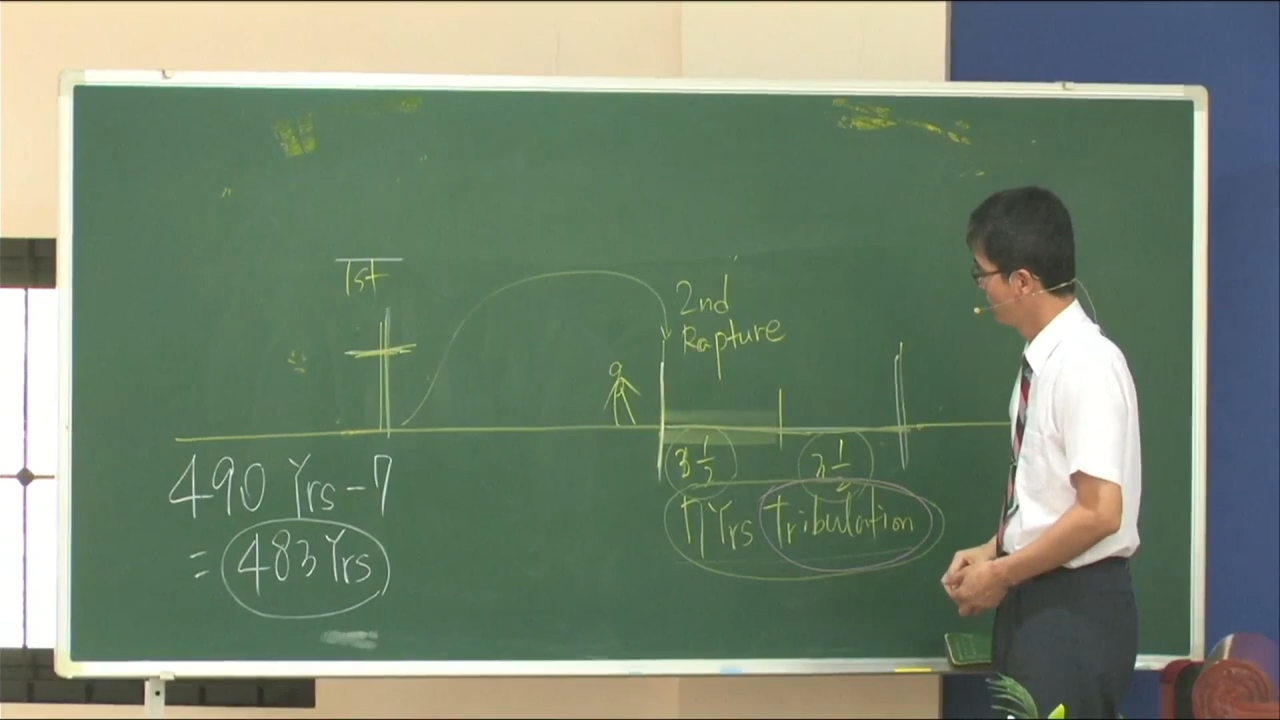 1st
2nd
Rapture
490 Yrs - 7
= 483 Yrs
3 1/2
3 1/2
7 Yrs Tribulation